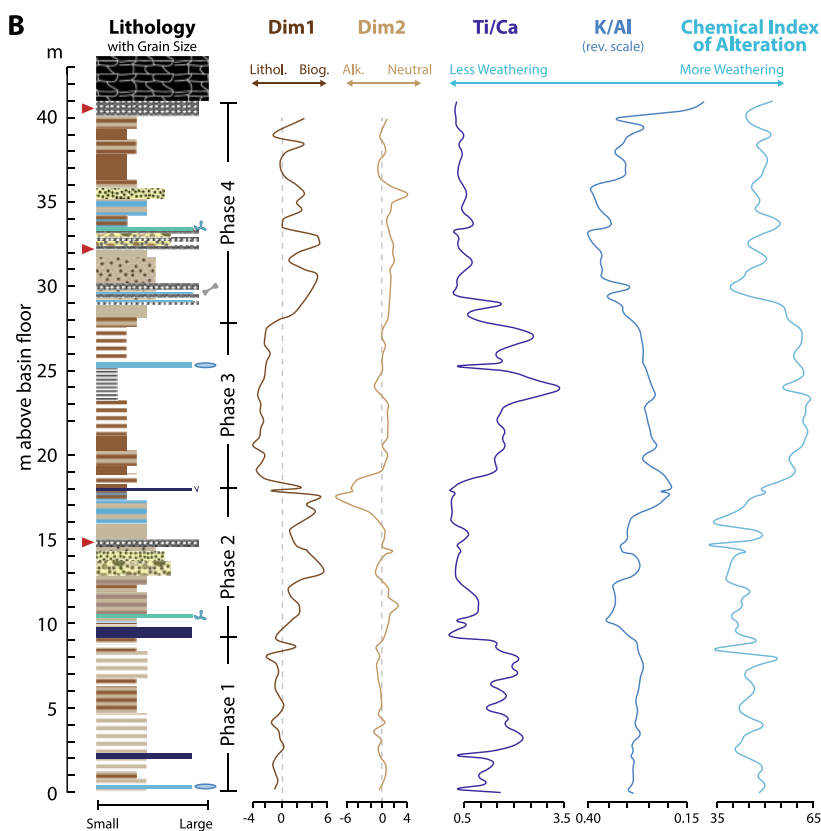 B
Lithology
with Grain Size
Dim1
Dim2
Ti/Ca
K/Al
(rev. scale)
Chemical Index
of Alteration
m
Lithol. Biog.
Alk. Neutral
Less Weathering
More Weathering
40
35
30
25
20
15
10
5
0
m above basin floor
Phase 4
Phase 3
Phase 2
Phase 1
v
Small Large
-4 0 6
-6 0 4
0.5 3.5
0.40 0.15
35 65